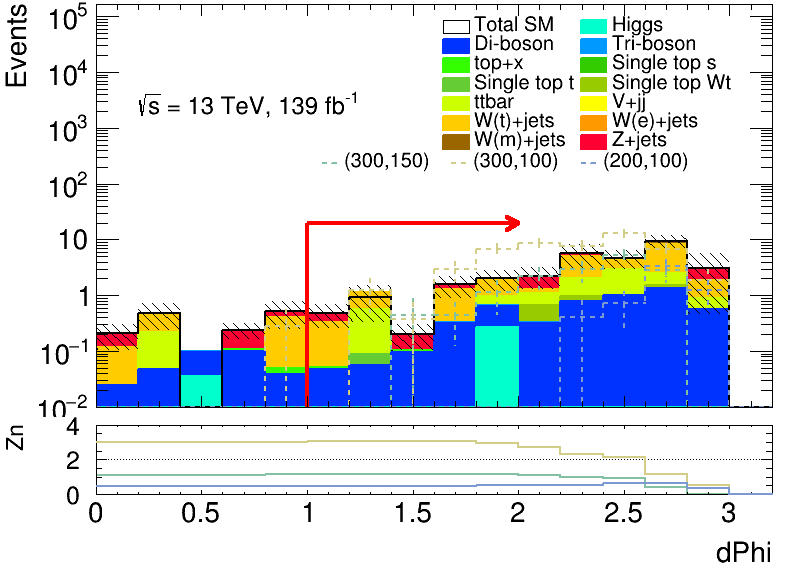 Events
10^5
10^4
10^3
10^2
10
1
10^-1
10^-2
Total SM Higgs
Di-boson Tri-boson
top+x Single top s
Single top t Single top Wt
ttbar V+jj
W(t)+jets W(e)+jets
W(m)+jets Z+jets
(300,150) (300,100) (200,100)
√s = 13 TeV, 139 fb^-1
Zn
4
2
0
0 0.5 1 1.5 2 2.5 3
dPhi